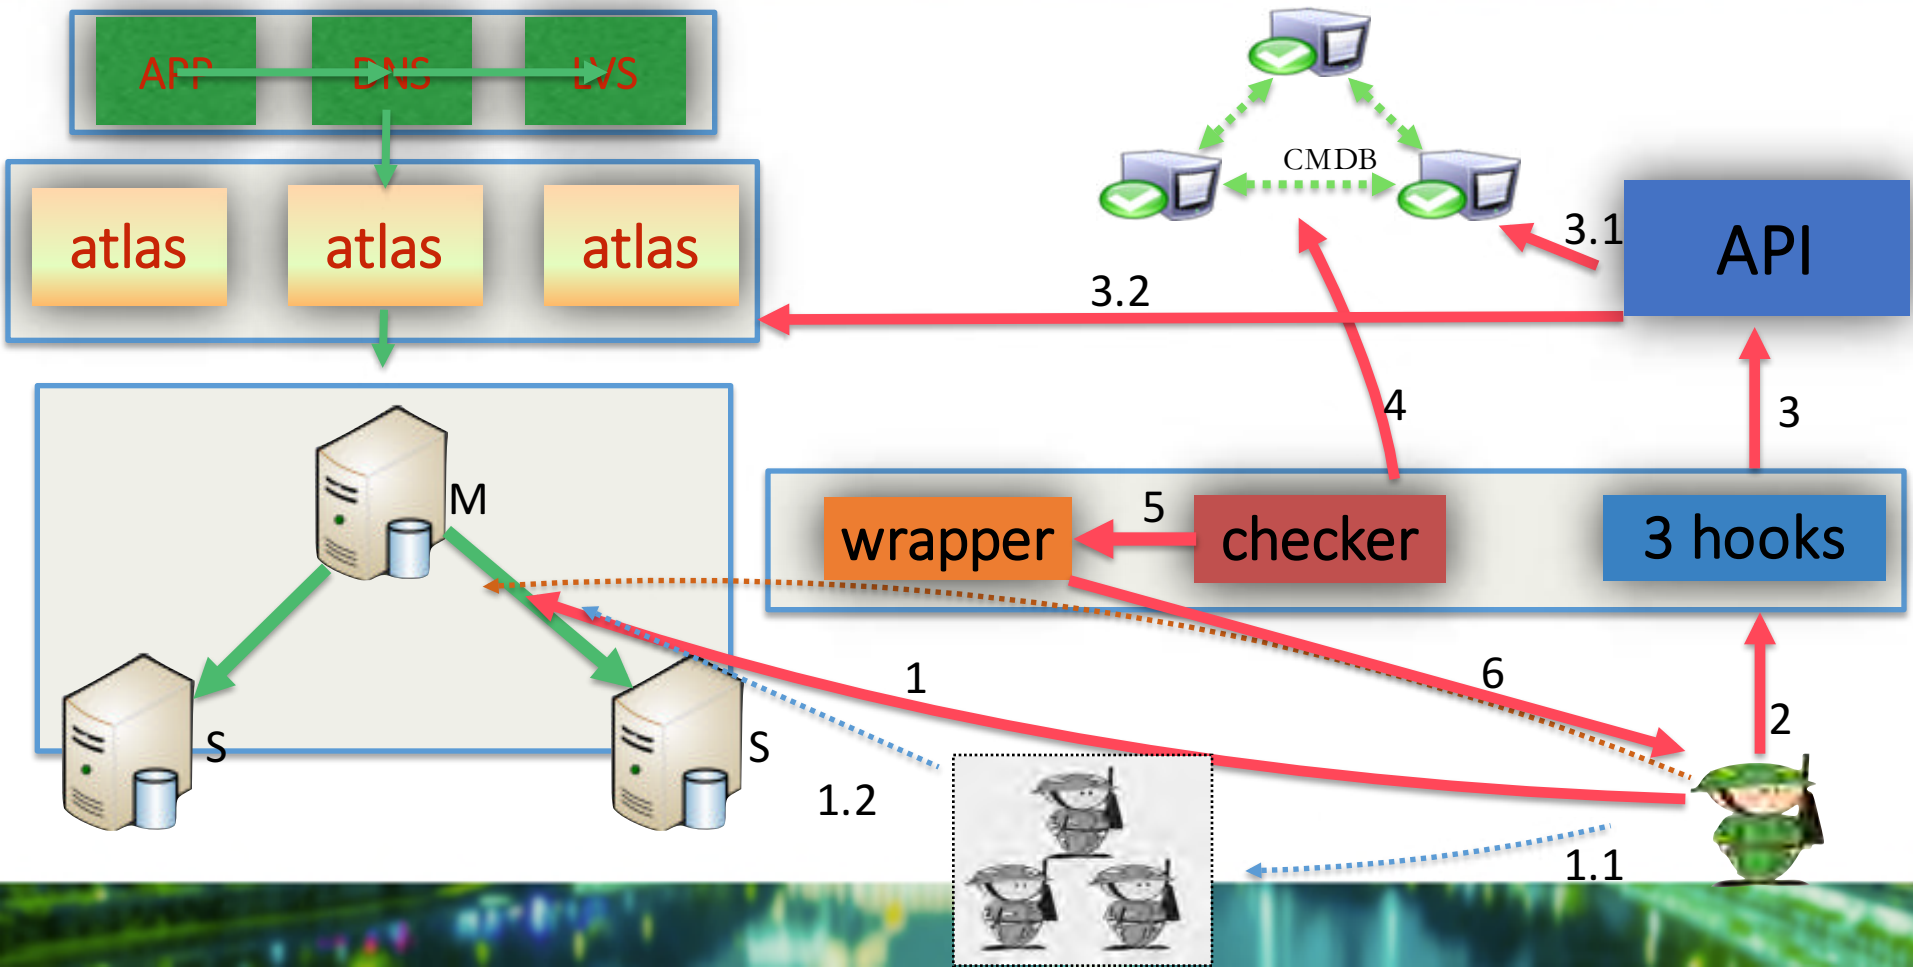 APP
DNS
LVS
atlas
atlas
atlas
CMDB
3.1
API
3.2
4
3
M
wrapper
5
checker
3 hooks
1
6
2
S
S
1.2
1.1